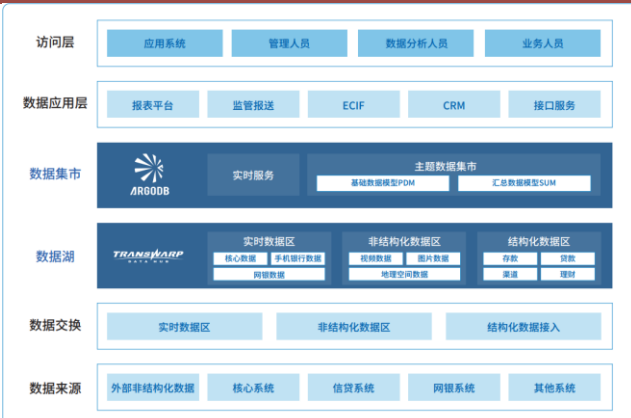 访问层
应用系统 管理人员 数据分析人员 业务人员
数据应用层
报表平台 监管报送 ECIF CRM 接口服务
数据集市
ARGODB
实时服务
主题数据集市
基础数据模型PDM 汇总数据模型SUM
数据湖
TRANSWARP
DATA HUB
实时数据区
核心数据 手机银行数据
网银数据
非结构化数据区
视频数据 图片数据
地理空间数据
结构化数据区
存款 贷款
渠道 理财
数据交换
实时数据区 非结构化数据区 结构化数据接入
数据来源
外部非结构化数据 核心系统 信贷系统 网银系统 其他系统